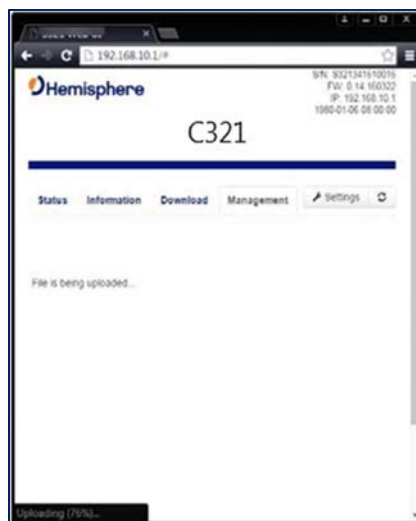 192.168.10.1/#
Hemisphere
S/N: S321341610016
FW: 0.14.160322
IP: 192.168.10.1
1980-01-06 08:00:00
C321
Status Information Download Management Settings
File is being uploaded...
Uploading (76%)...